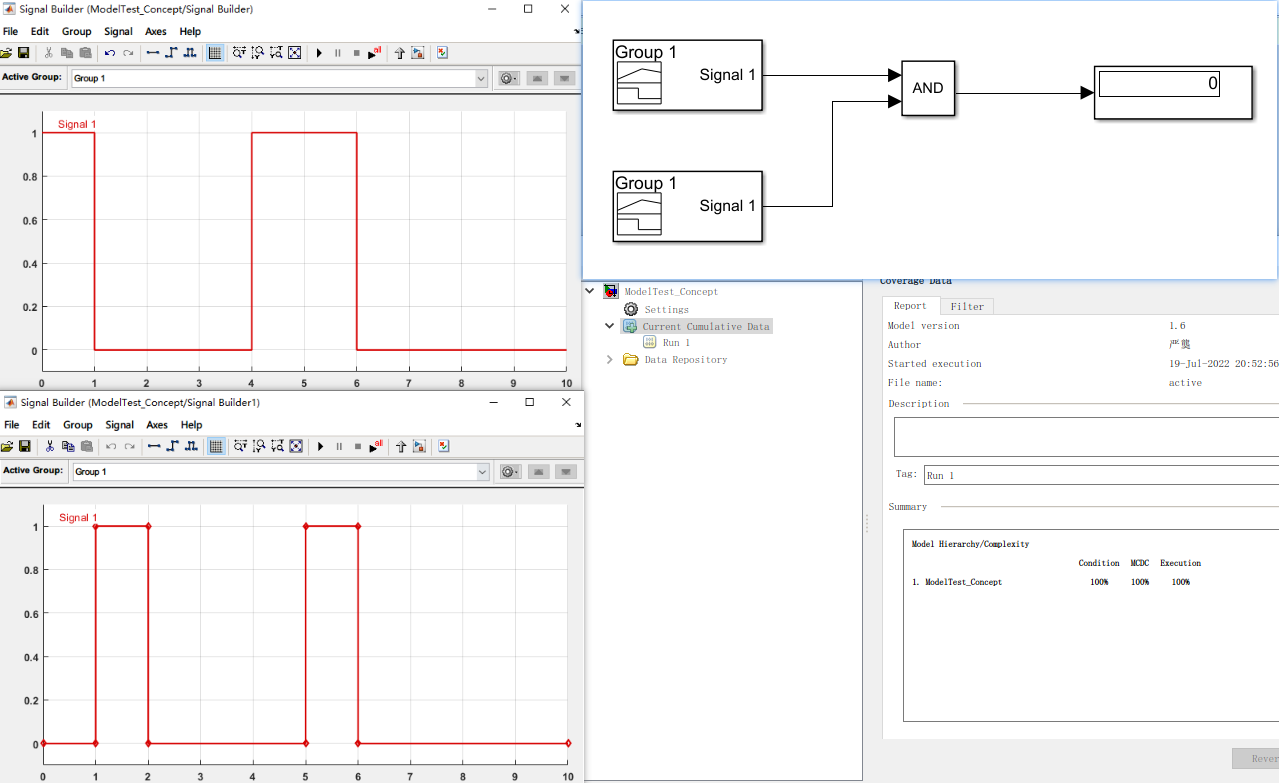 Signal Builder (ModelTest_Concept/Signal Builder)
File Edit Group Signal Axes Help
all
Active Group: Group 1
Signal 1
1
0.8
0.6
0.4
0.2
0
0 1 2 3 4 5 6 7 8 9 10
Signal Builder (ModelTest_Concept/Signal Builder1)
File Edit Group Signal Axes Help
all
Active Group: Group 1
Signal 1
1
0.8
0.6
0.4
0.2
0
0 1 2 3 4 5 6 7 8 9 10
Group 1
Signal 1
AND
0
Group 1
Signal 1
ModelTest_Concept
Settings
Current Cumulative Data
Run 1
Data Repository
Coverage Data
Report Filter
Model version 1.6
Author 严龑
Started execution 19-Jul-2022 20:52:56
File name: active
Description
Tag: Run 1
Summary
Model Hierarchy/Complexity
Condition MCDC Execution
1. ModelTest_Concept 100% 100% 100%
Rever